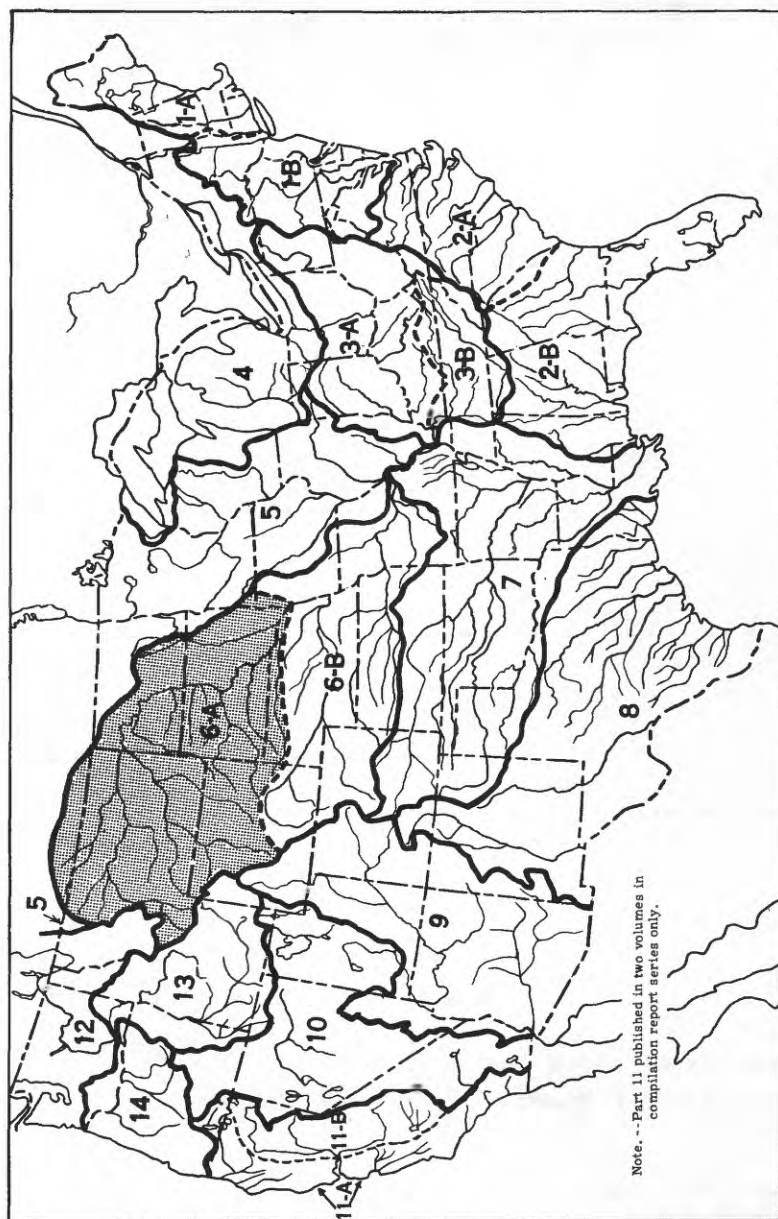 1-A
1-B
2-A
2-B
3-A
3-B
4
5
6-A
6-B
7
8
5
9
10
11-A
11-B
12
13
14
Note.--Part 11 published in two volumes in
compilation report series only.